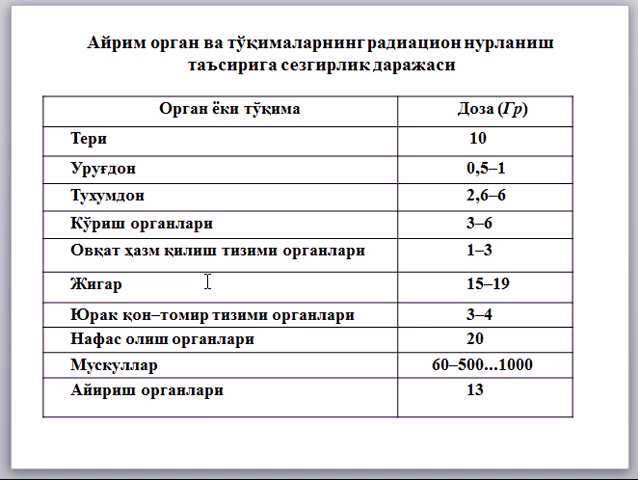 Айрим орган ва тўқималарнинг радиацион нурланиш
таъсирига сезгирлик даражаси
Орган ёки тўқима Доза (Гр)
Тери 10
Уруғдон 0,5–1
Тухумдон 2,6–6
Кўриш органлари 3–6
Овқат ҳазм қилиш тизими органлари 1–3
Жигар 15–19
Юрак қон–томир тизими органлари 3–4
Нафас олиш органлари 20
Мускуллар 60–500...1000
Айириш органлари 13